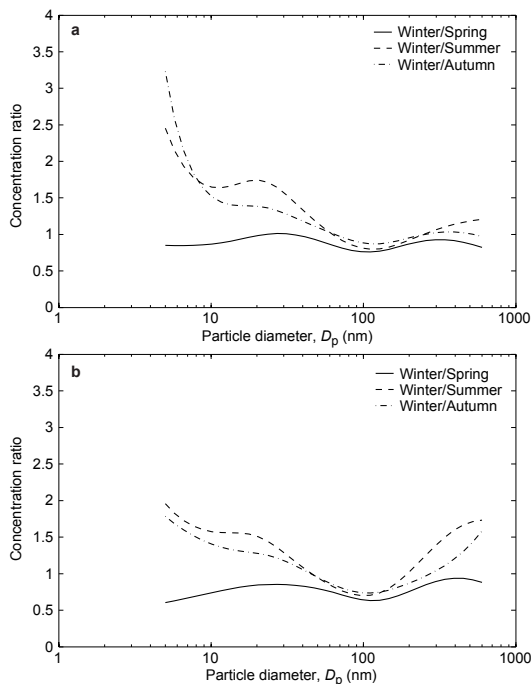 4
a
Winter/Spring
3.5
Winter/Summer
3
Winter/Autumn
2.5
Concentration ratio
2
1.5
1
0.5
0
1 10 100 1000
Particle diameter, Dp (nm)
4
b
Winter/Spring
3.5
Winter/Summer
3
Winter/Autumn
2.5
Concentration ratio
2
1.5
1
0.5
0
1 10 100 1000
Particle diameter, Dp (nm)